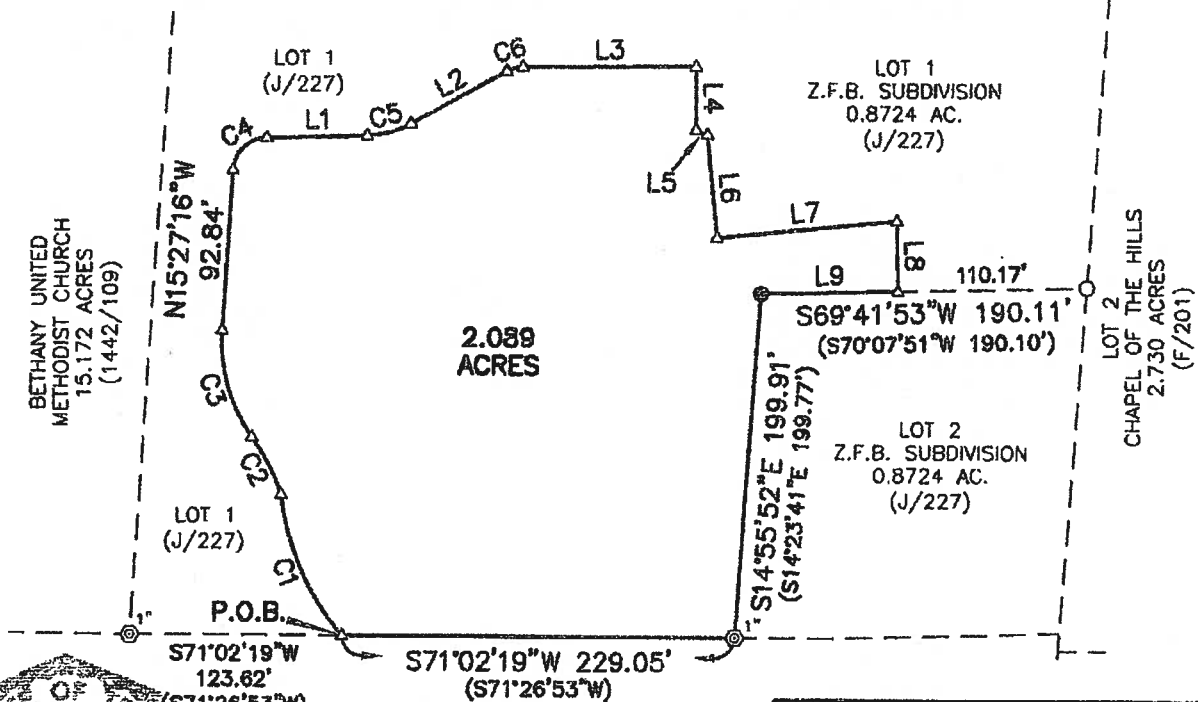 LOT 1
(J/227)
C4
L1
C5
L2
C6
L3
L4
L5
L6
L7
L8
L9
LOT 1
Z.F.B. SUBDIVISION
0.8724 AC.
(J/227)
N15°27'16"W
92.84'
BETHANY UNITED
METHODIST CHURCH
15.172 ACRES
(1442/109)
2.089
ACRES
110.17'
S69°41'53"W 190.11'
(S70°07'51"W 190.10')
LOT 2
CHAPEL OF THE HILLS
2.730 ACRES
(F/201)
S14°55'52"E 199.91'
(S14°23'41"E 199.77')
LOT 2
Z.F.B. SUBDIVISION
0.8724 AC.
(J/227)
C3
C2
C1
LOT 1
(J/227)
P.O.B.
1"
1"
S71°02'19"W
123.62'
(S71°26'53"W)
S71°02'19"W 229.05'
(S71°26'53"W)
OF